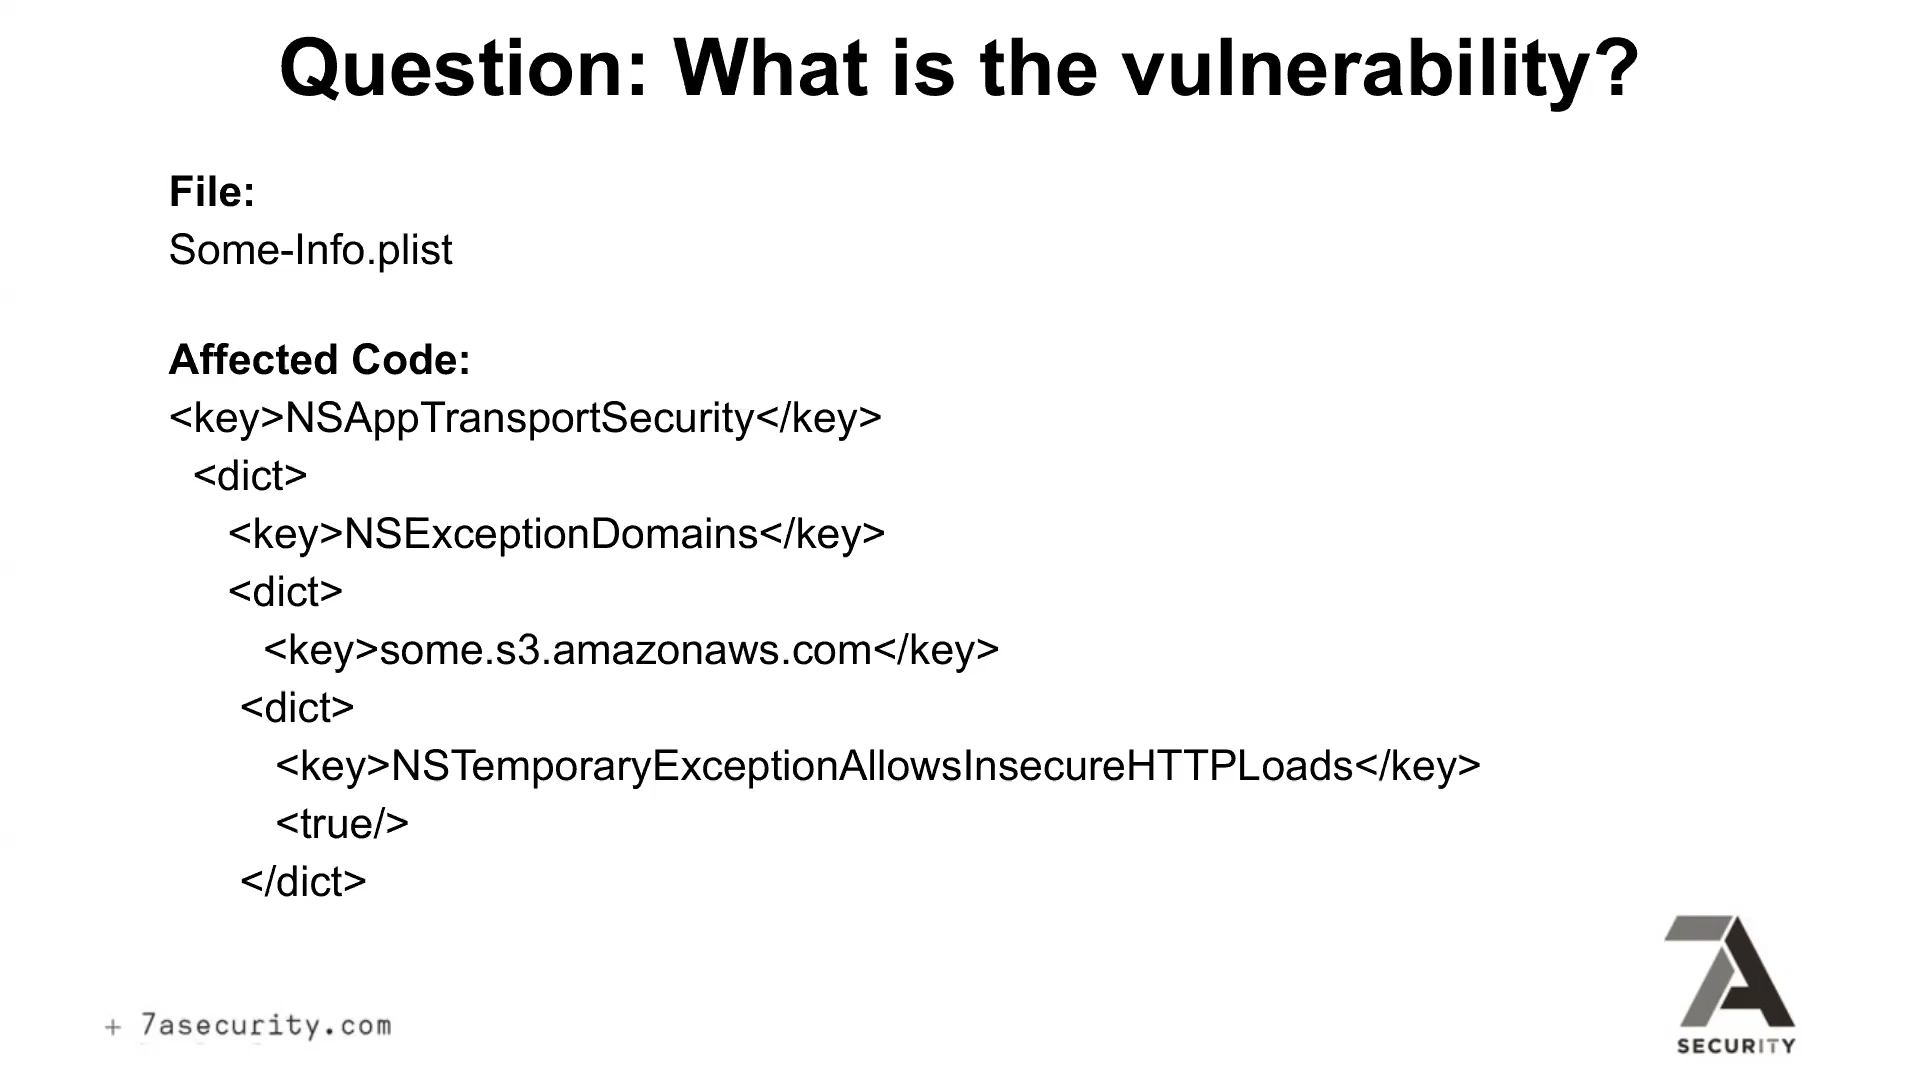 Question: What is the vulnerability?
File:
Some-Info.plist
Affected Code:
<key>NSAppTransportSecurity</key>
<dict>
<key>NSExceptionDomains</key>
<dict>
<key>some.s3.amazonaws.com</key>
<dict>
<key>NSTemporaryExceptionAllowsInsecureHTTPLoads</key>
<true/>
</dict>
+ 7asecurity.com
7A
SECURITY